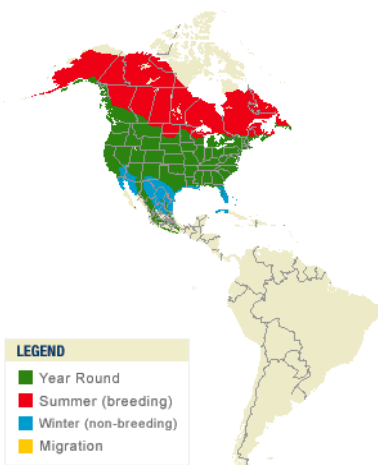 LEGEND
Year Round
Summer (breeding)
Winter (non-breeding)
Migration